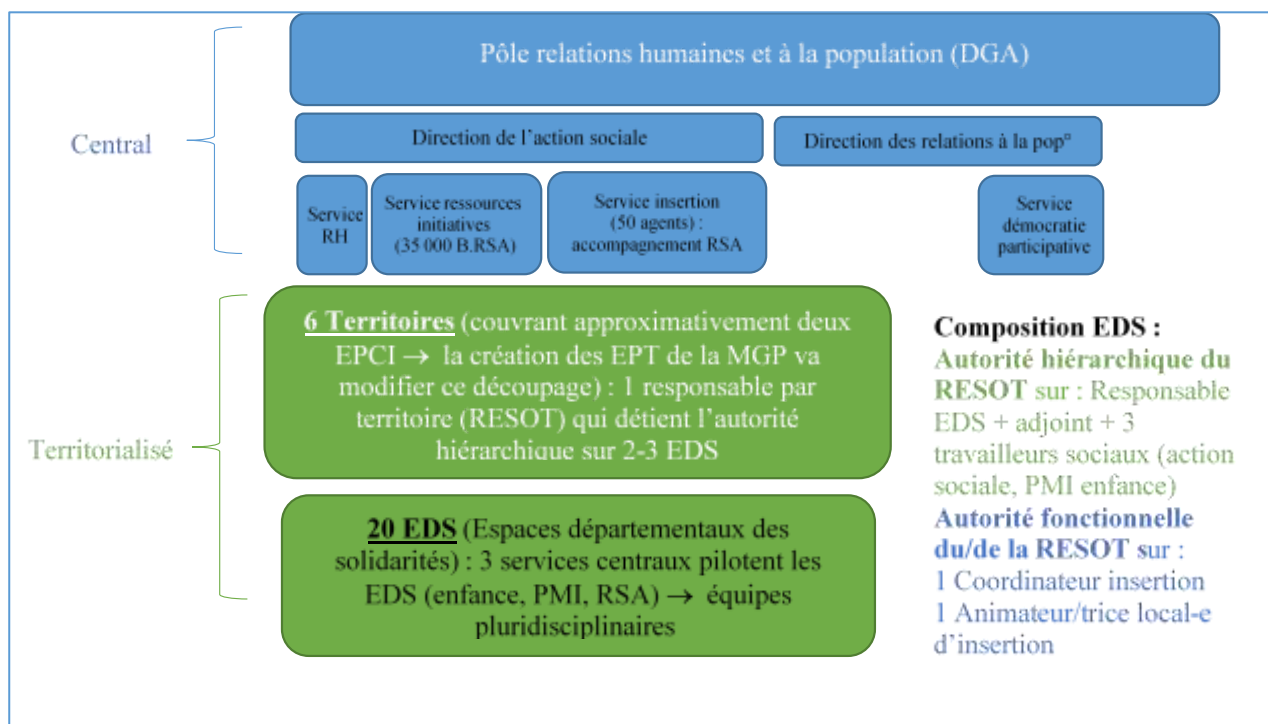 Pôle relations humaines et à la population (DGA)
Central
Direction de l'action sociale
Direction des relations à la pop°
Service
RH
Service ressources
initiatives
(35 000 B.RSA)
Service insertion
(50 agents) :
accompagnement RSA
Service
démocratie
participative
Territorialisé
6 Territoires (couvrant approximativement deux
EPCI → la création des EPT de la MGP va
modifier ce découpage) : 1 responsable par
territoire (RESOT) qui détient l'autorité
hiérarchique sur 2-3 EDS
20 EDS (Espaces départementaux des
solidarités) : 3 services centraux pilotent les
EDS (enfance, PMI, RSA) → équipes
pluridisciplinaires
Composition EDS :
Autorité hiérarchique du
RESOT sur : Responsable
EDS + adjoint + 3
travailleurs sociaux (action
sociale, PMI enfance)
Autorité fonctionnelle
du/de la RESOT sur :
1 Coordinateur insertion
1 Animateur/trice local-e
d'insertion